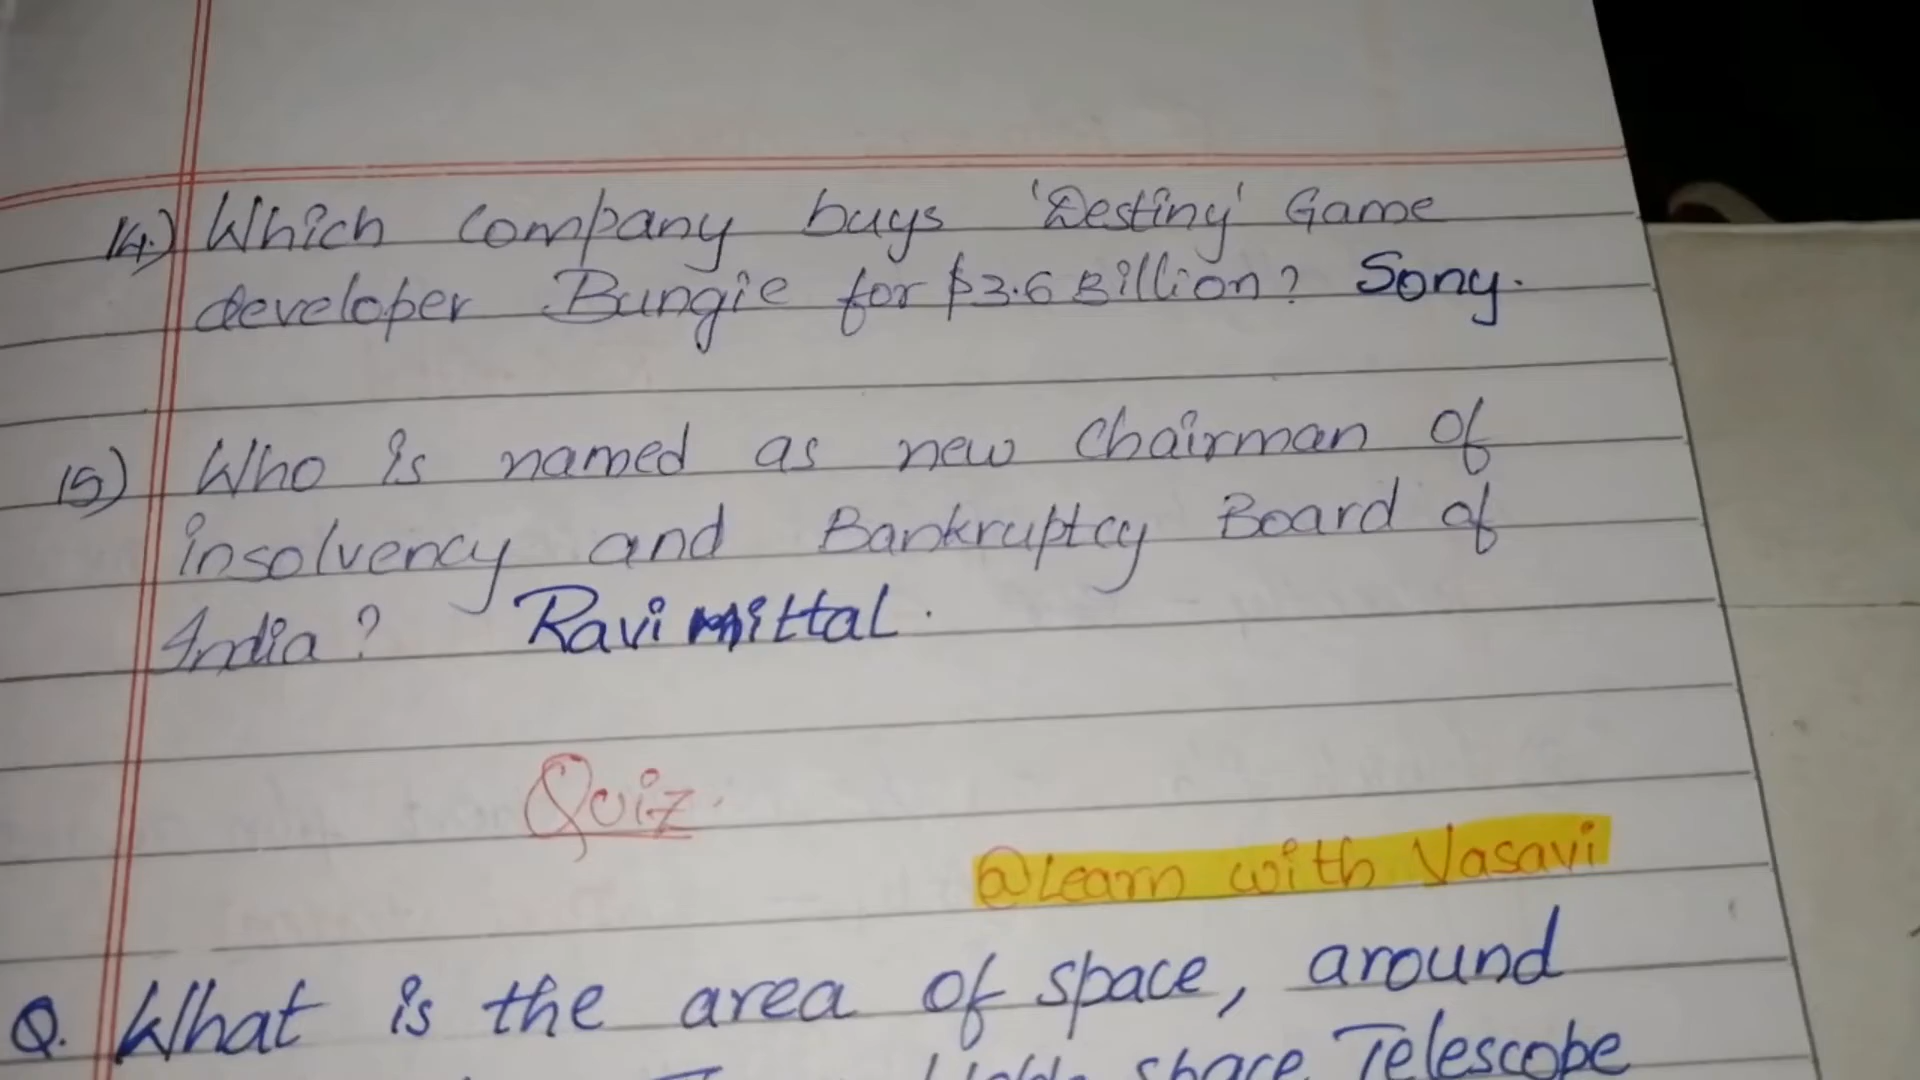 14.) Which company buys 'Destiny' Game
developer Bungie for $3.6 Billion? Sony.
15) Who is named as new Chairman of
insolvency and Bankruptcy Board of
India? Ravi mittal.
Quiz.
@Learn with Vasavi
Q. What is the area of space, around
space Telescope